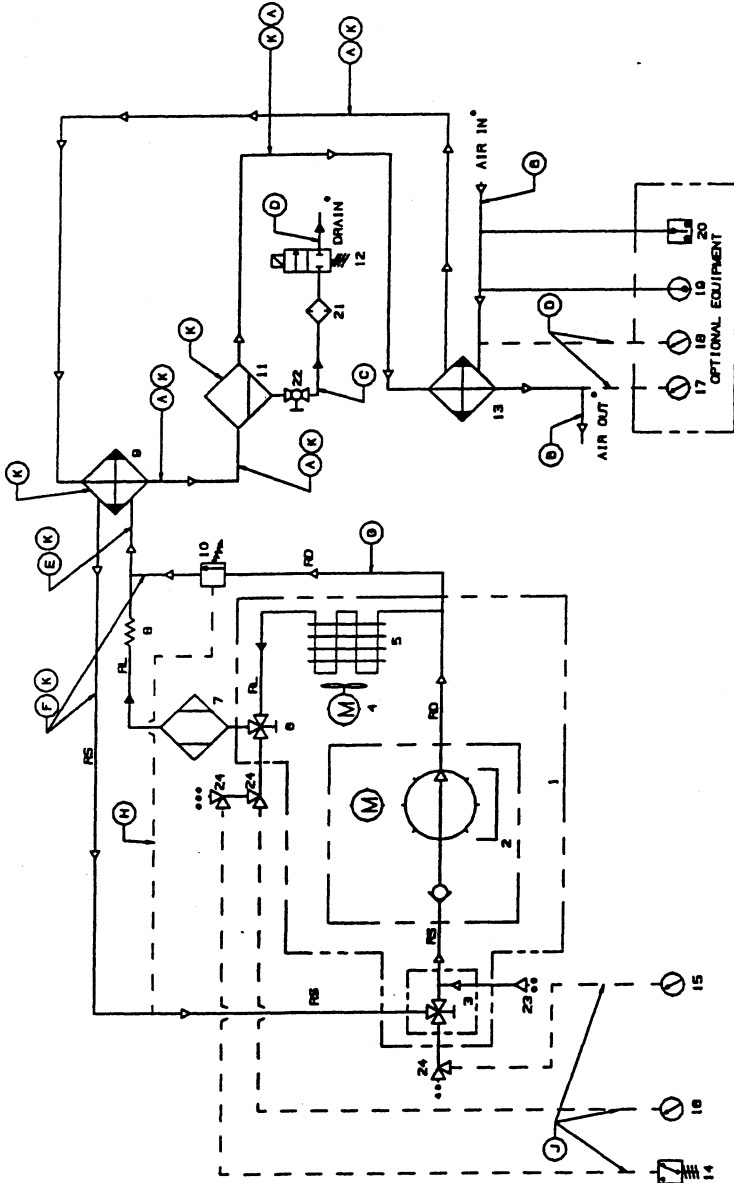 RS
F K
E K
K
A K
K A
A K
H
RL
8
7
RL
6
24
24
10
RD
G
5
4
M
RD
1
M
2
RS
RS
3
23
24
9
A K
K
11
22
21
12
D
DRAIN
C
13
AIR IN
B
B
AIR OUT
D
J
14
16
15
17
18
19
20
OPTIONAL EQUIPMENT